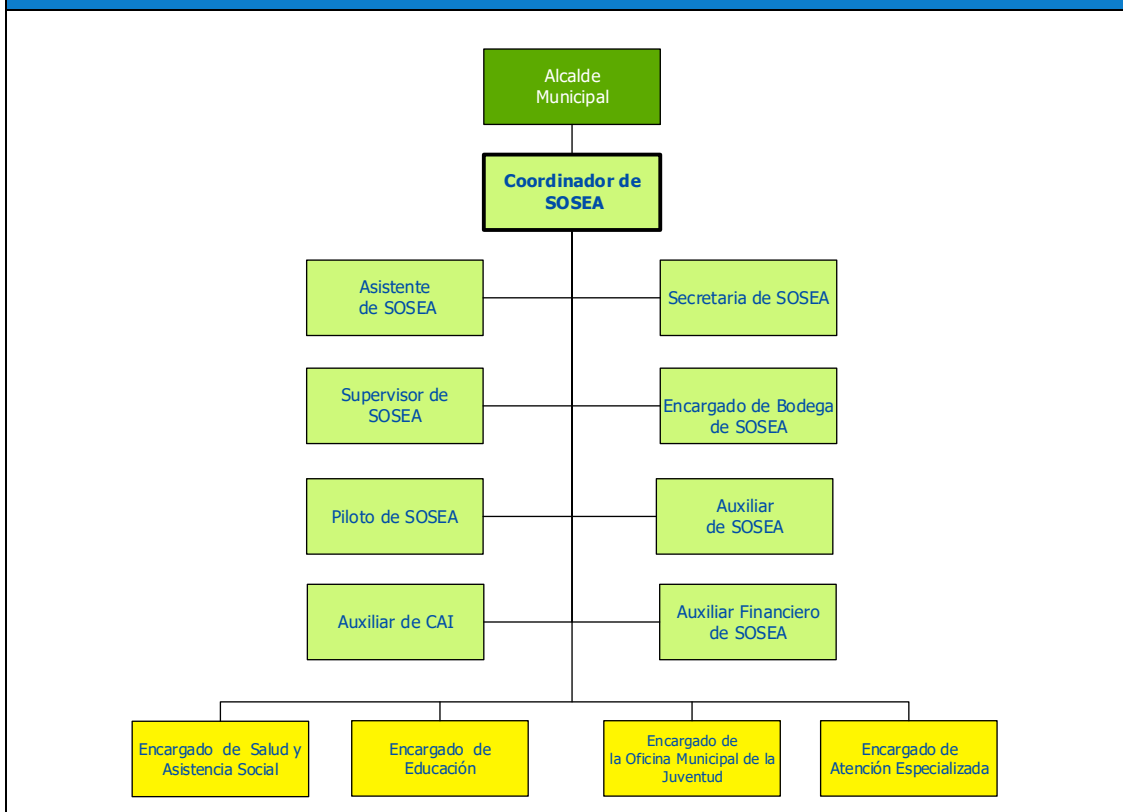 Alcalde
Municipal
Coordinador de
SOSEA
Asistente
de SOSEA
Secretaria de SOSEA
Supervisor de
SOSEA
Encargado de Bodega
de SOSEA
Piloto de SOSEA
Auxiliar
de SOSEA
Auxiliar de CAI
Auxiliar Financiero
de SOSEA
Encargado de Salud y
Asistencia Social
Encargado de
Educación
Encargado de
la Oficina Municipal de la
Juventud
Encargado de
Atención Especializada